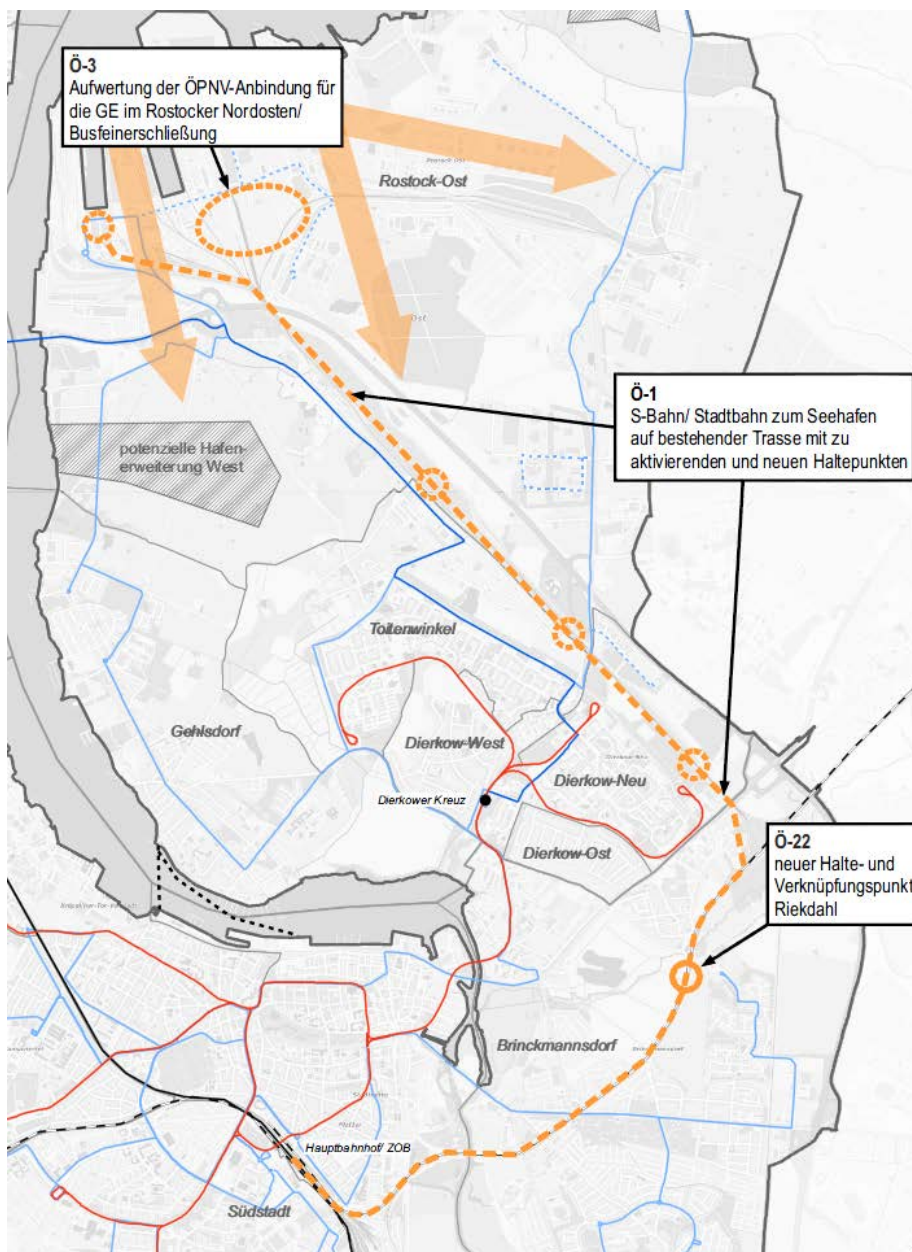 Ö-3
Aufwertung der ÖPNV-Anbindung für
die GE im Rostocker Nordosten/
Busfeinerschließung
Rostock-Ost
Ost
Ö-1
S-Bahn/ Stadtbahn zum Seehafen
auf bestehender Trasse mit zu
aktivierenden und neuen Haltepunkten
potenzielle Hafen-
erweiterung West
Toitenwinkel
Gehlsdorf
Dierkow-West
Dierkow-Neu
Dierkower Kreuz
Dierkow-Ost
Ö-22
neuer Halte- und
Verknüpfungspunkt
Riekdahl
Brinckmannsdorf
Hauptbahnhof/ ZOB
Südstadt